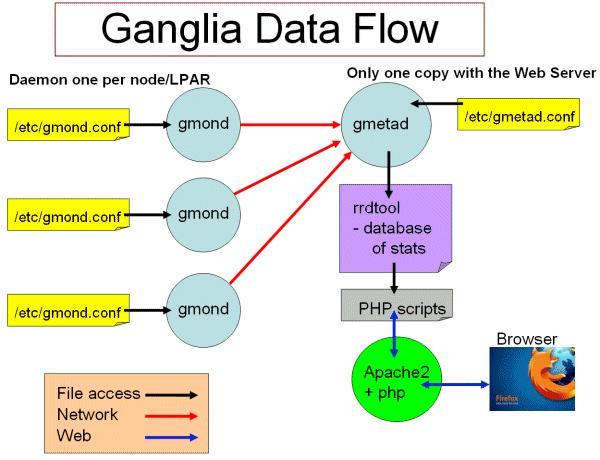 Ganglia Data Flow
Daemon one per node/LPAR
Only one copy with the Web Server
/etc/gmond.conf
gmond
gmetad
/etc/gmetad.conf
/etc/gmond.conf
gmond
rrdtool
- database
of stats
/etc/gmond.conf
gmond
PHP scripts
Browser
Apache2
+ php
Firefox
File access
Network
Web